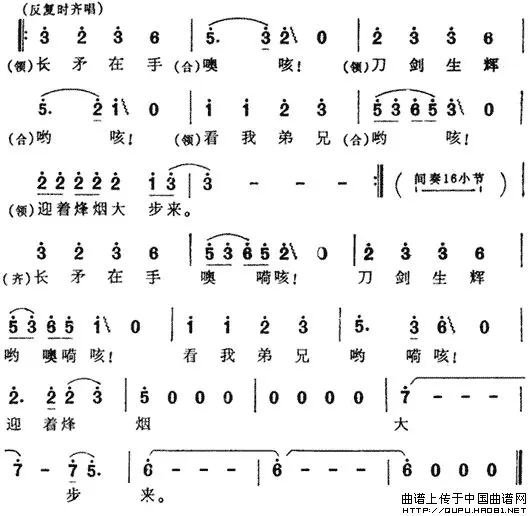 (反复时齐唱)
3 2 3 6 | 5. 3 2 0 | 2 3 3 6 |
(领)长矛在手 (合)噢 咳! (领)刀剑生辉
5. 2 1 0 | 1 1 2 3 | 5 3 6 5 3 0 |
(合)哟 咳! (领)看我弟兄 (合)哟 咳!
2 2 2 2 2 1 3 | 3 - - - :| (间奏16小节)
(领)迎着烽烟大 步来。
3 2 3 6 | 5 3 6 5 2 0 | 2 3 3 6 |
(齐)长矛在手 噢 嗬咳! 刀剑生辉
5 3 6 5 1 0 | 1 1 2 3 | 5. 3 6 0 |
哟 噢嗬咳! 看我弟兄 哟 嗬咳!
2. 2 2 3 | 5 0 0 0 | 0 0 0 0 | 7 - - -
迎 着烽 烟 大
7 - 7 5. | 6 - - - | 6 - - - | 6 0 0 0 |
步 来。
曲谱上传于中国曲谱网
HTTP://QUPU.HAO81.NET